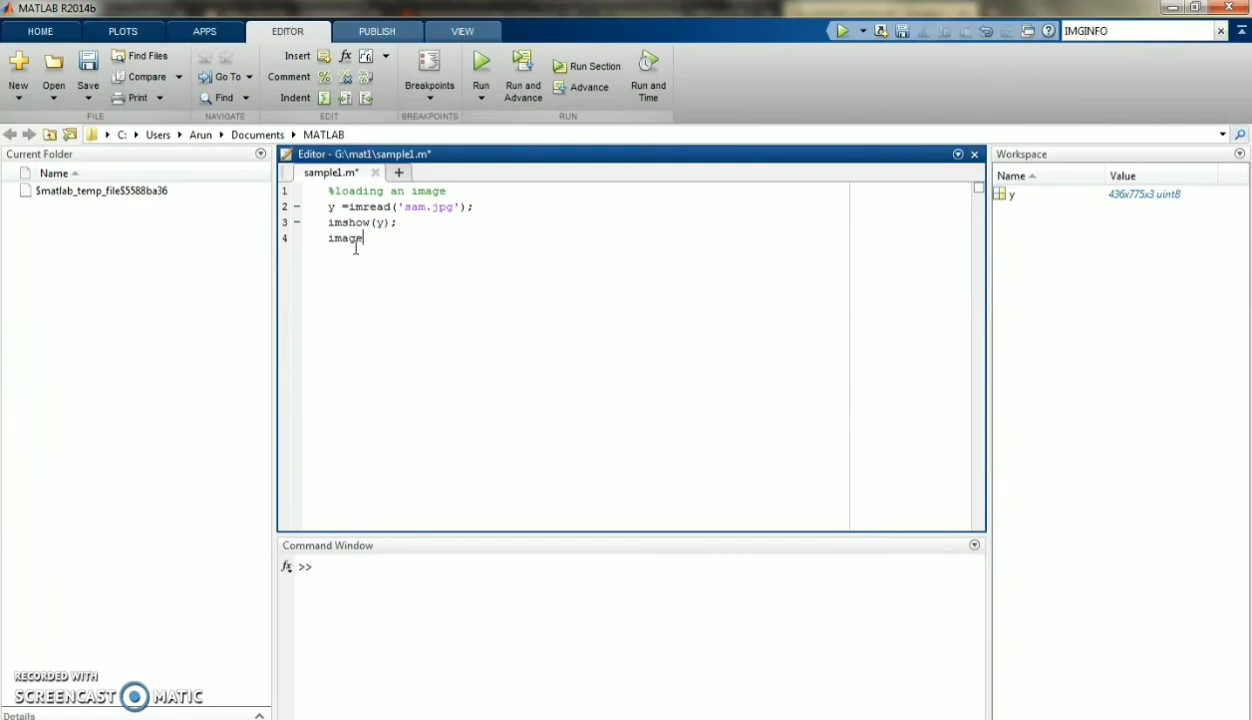 MATLAB R2014b
HOME PLOTS APPS EDITOR PUBLISH VIEW IMGINFO
New Open Save Find Files Compare Print
FILE
Go To Find
NAVIGATE
Insert fx
Comment
Indent
EDIT
Breakpoints
BREAKPOINTS
Run Run and Advance Run Section Advance Run and Time
RUN
C: Users Arun Documents MATLAB
Current Folder
Name
$matlab_temp_file$5588ba36
Editor - G:\mat1\sample1.m*
sample1.m*
1 %loading an image
2 y =imread('sam.jpg');
3 imshow(y);
4 image
Workspace
Name Value
y 436x775x3 uint8
Command Window
fx >>
RECORDED WITH
SCREENCAST MATIC
Details